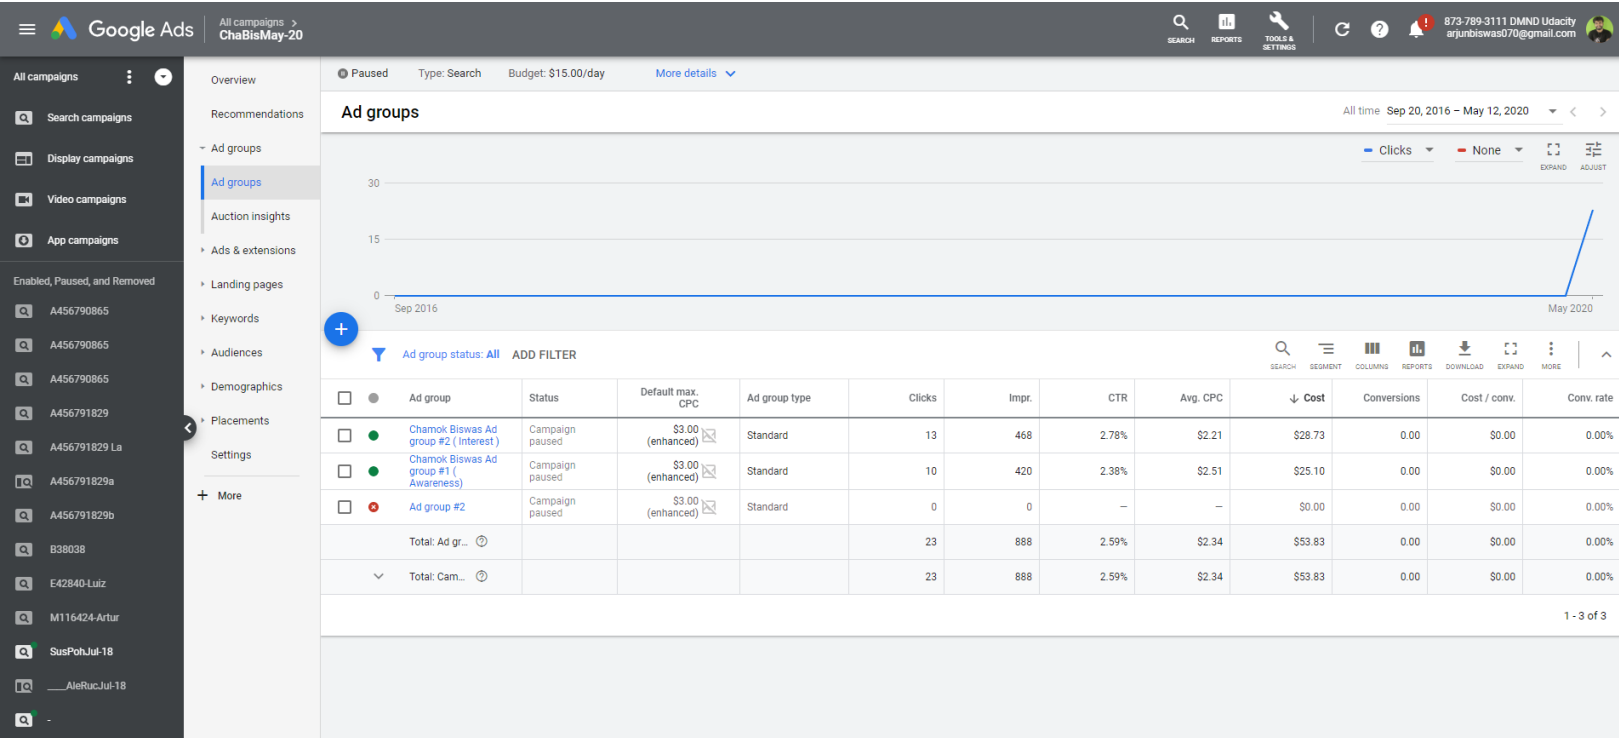 Google Ads
All campaigns >
ChaBisMay-20
SEARCH
REPORTS
TOOLS &
SETTINGS
873-789-3111 DMND Udacity
arjunbiswas070@gmail.com
All campaigns
Search campaigns
Display campaigns
Video campaigns
App campaigns
Enabled, Paused, and Removed
A456790865
A456790865
A456790865
A456791829
A456791829 La
A456791829a
A456791829b
B38038
E42840-Luiz
M116424-Artur
SusPohJul-18
___AleRucJul-18
-
Overview
Recommendations
Ad groups
Ad groups
Auction insights
Ads & extensions
Landing pages
Keywords
Audiences
Demographics
Placements
Settings
+ More
Paused Type: Search Budget: $15.00/day More details
Ad groups
All time Sep 20, 2016 – May 12, 2020
Clicks None
EXPAND ADJUST
30
15
0
Sep 2016 May 2020
Ad group status: All ADD FILTER
SEARCH SEGMENT COLUMNS REPORTS DOWNLOAD EXPAND MORE
Ad group Status Default max. CPC Ad group type Clicks Impr. CTR Avg. CPC Cost Conversions Cost / conv. Conv. rate
Chamok Biswas Ad group #2 ( Interest ) Campaign paused $3.00 (enhanced) Standard 13 468 2.78% $2.21 $28.73 0.00 $0.00 0.00%
Chamok Biswas Ad group #1 ( Awareness) Campaign paused $3.00 (enhanced) Standard 10 420 2.38% $2.51 $25.10 0.00 $0.00 0.00%
Ad group #2 Campaign paused $3.00 (enhanced) Standard 0 0 – – $0.00 0.00 $0.00 0.00%
Total: Ad gr... 23 888 2.59% $2.34 $53.83 0.00 $0.00 0.00%
Total: Cam... 23 888 2.59% $2.34 $53.83 0.00 $0.00 0.00%
1 - 3 of 3